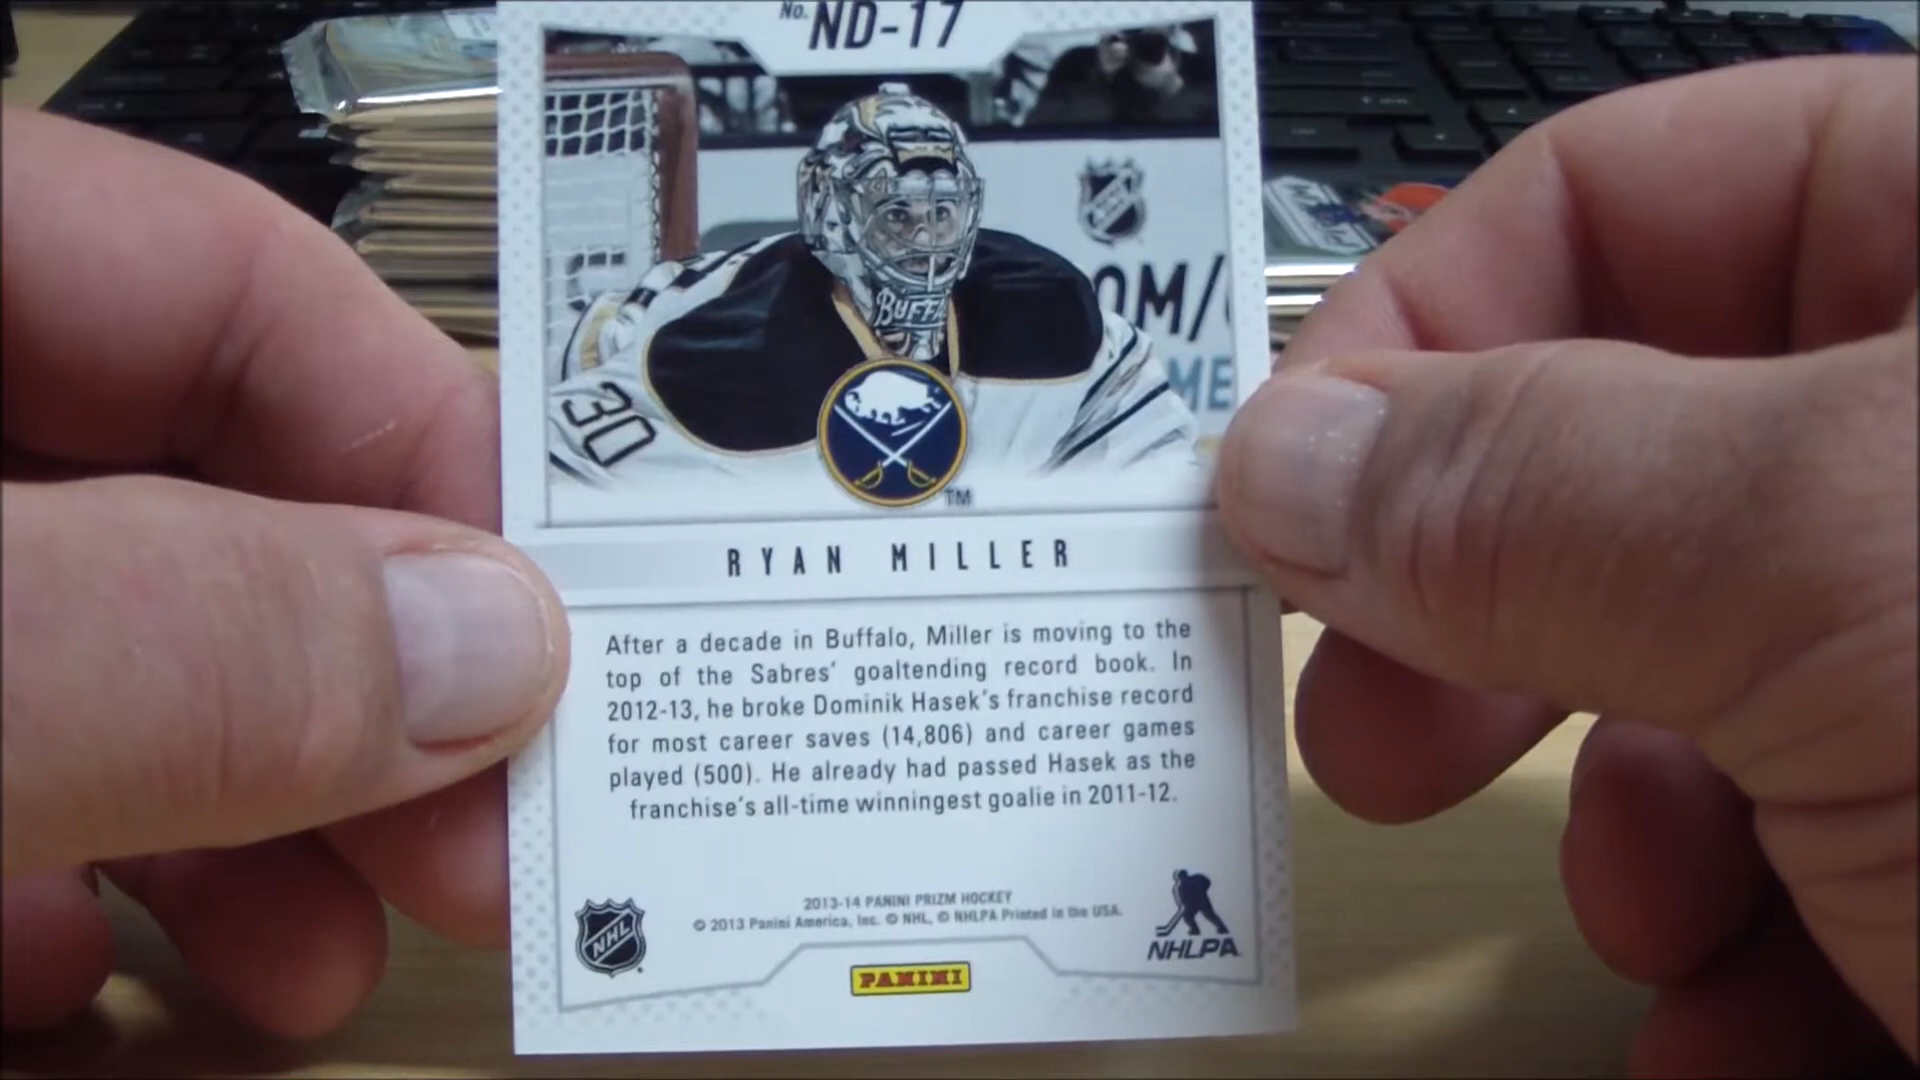 No. ND-17
OM/
ME
BUFFA
30
TM
RYAN MILLER
After a decade in Buffalo, Miller is moving to the
top of the Sabres' goaltending record book. In
2012-13, he broke Dominik Hasek's franchise record
for most career saves (14,806) and career games
played (500). He already had passed Hasek as the
franchise's all-time winningest goalie in 2011-12.
2013-14 PANINI PRIZM HOCKEY
© 2013 Panini America, Inc. © NHL, © NHLPA Printed in the USA.
NHL
NHLPA
PANINI